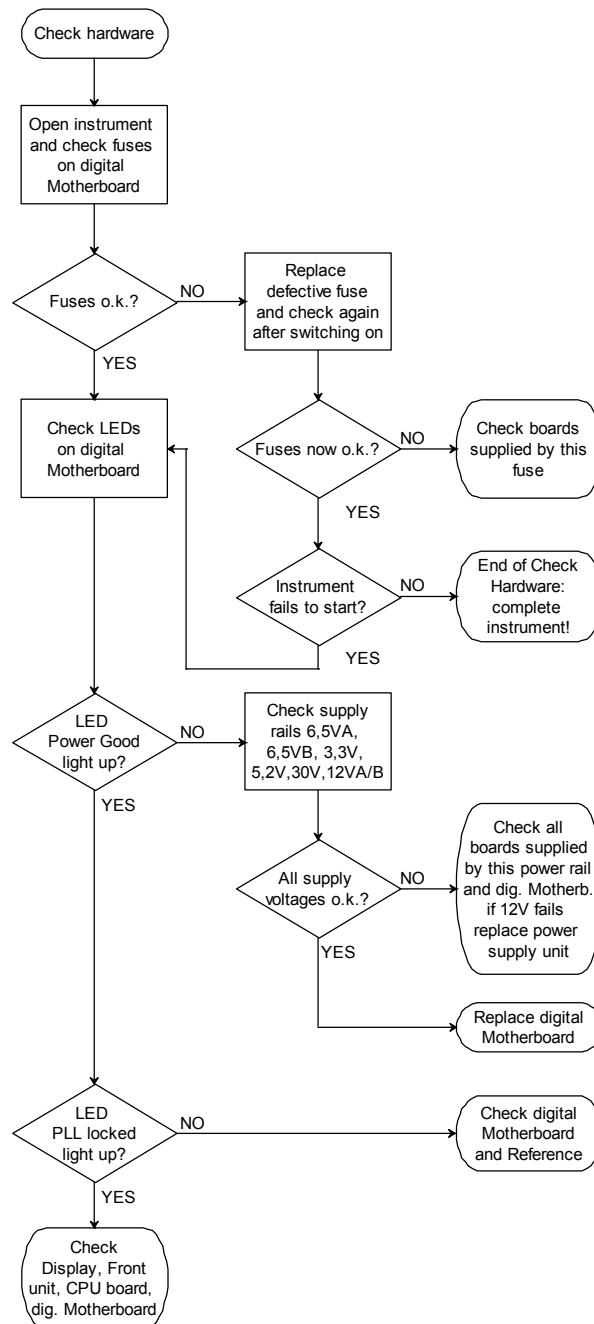 Check hardware
Open instrument
and check fuses
on digital
Motherboard
Fuses o.k.?
NO
YES
Replace
defective fuse
and check again
after switching on
Check LEDs
on digital
Motherboard
Fuses now o.k.?
NO
YES
Check boards
supplied by this
fuse
Instrument
fails to start?
NO
YES
End of Check
Hardware:
complete
instrument!
LED
Power Good
light up?
NO
YES
Check supply
rails 6,5VA,
6,5VB, 3,3V,
5,2V,30V,12VA/B
All supply
voltages o.k.?
NO
YES
Check all
boards supplied
by this power rail
and dig. Motherb.
if 12V fails
replace power
supply unit
Replace digital
Motherboard
LED
PLL locked
light up?
NO
YES
Check digital
Motherboard
and Reference
Check
Display, Front
unit, CPU board,
dig. Motherboard